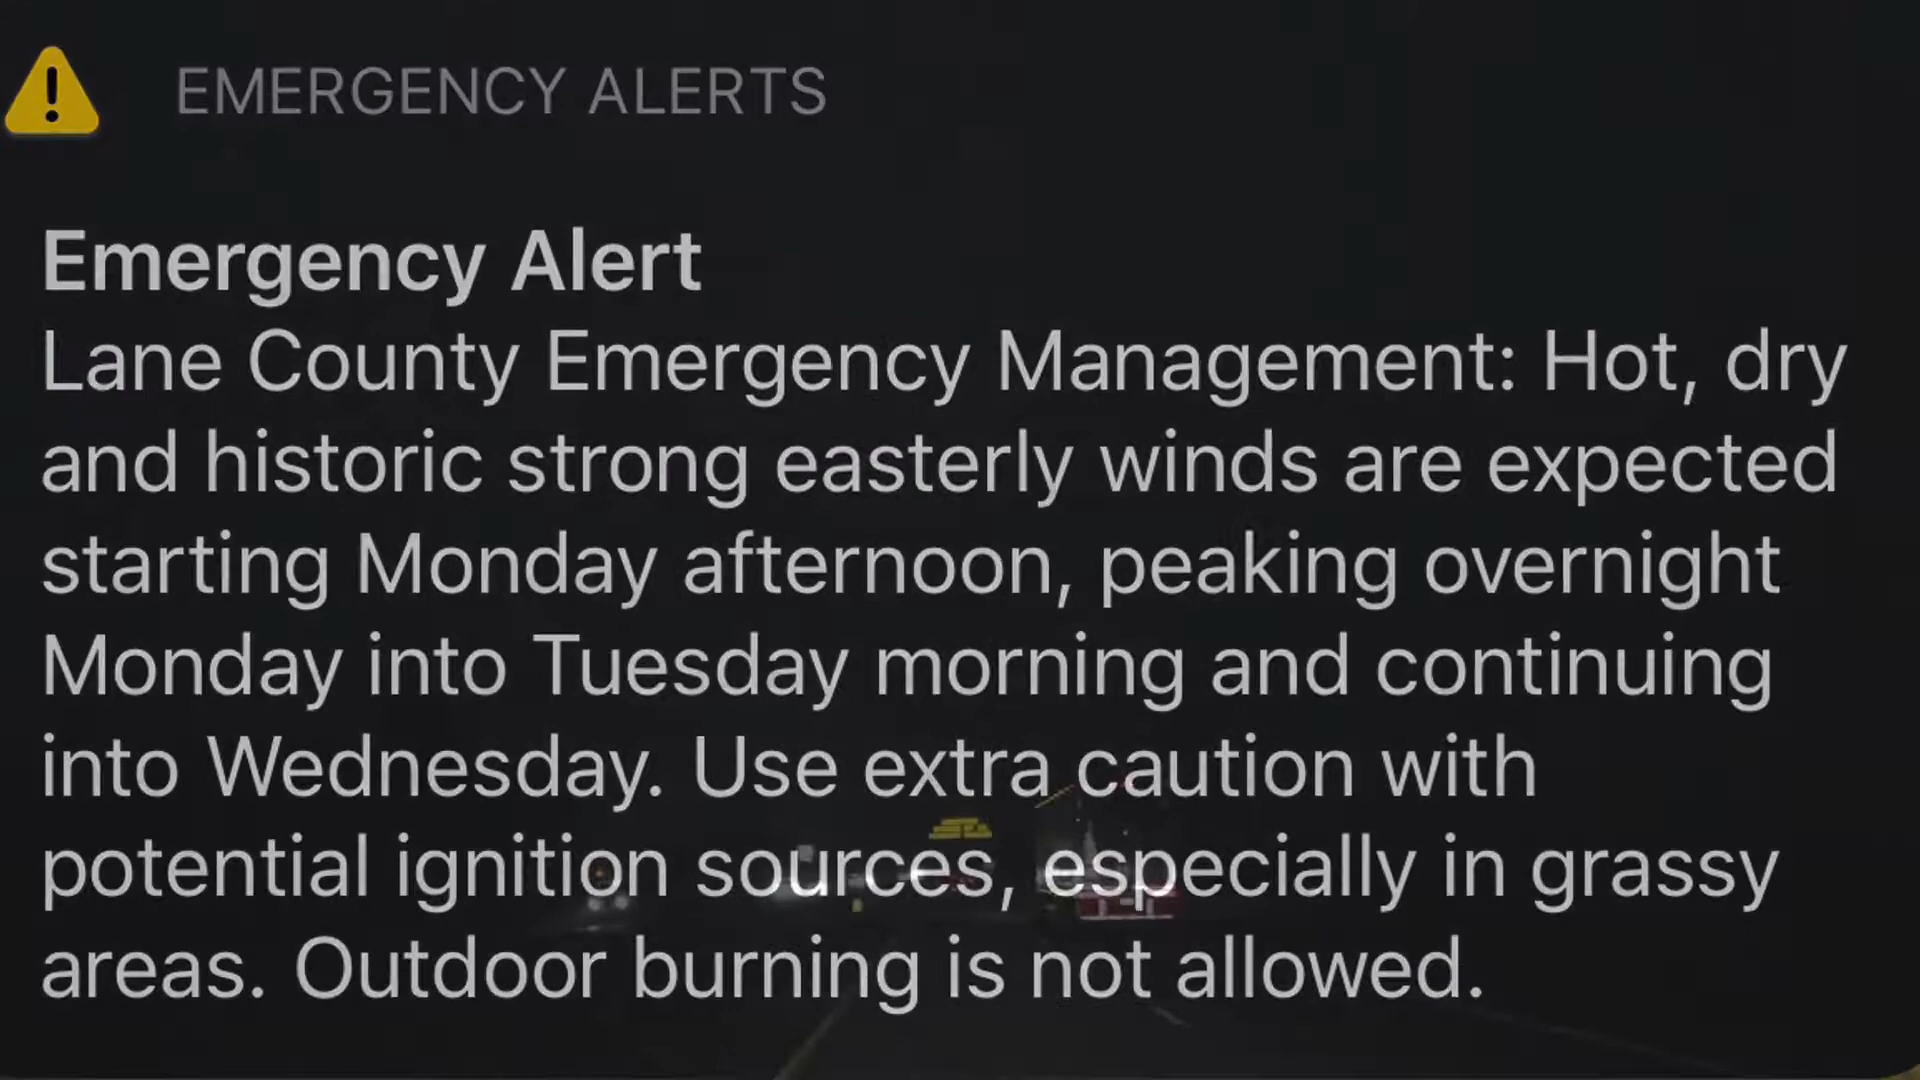 EMERGENCY ALERTS
Emergency Alert
Lane County Emergency Management: Hot, dry
and historic strong easterly winds are expected
starting Monday afternoon, peaking overnight
Monday into Tuesday morning and continuing
into Wednesday. Use extra caution with
potential ignition sources, especially in grassy
areas. Outdoor burning is not allowed.